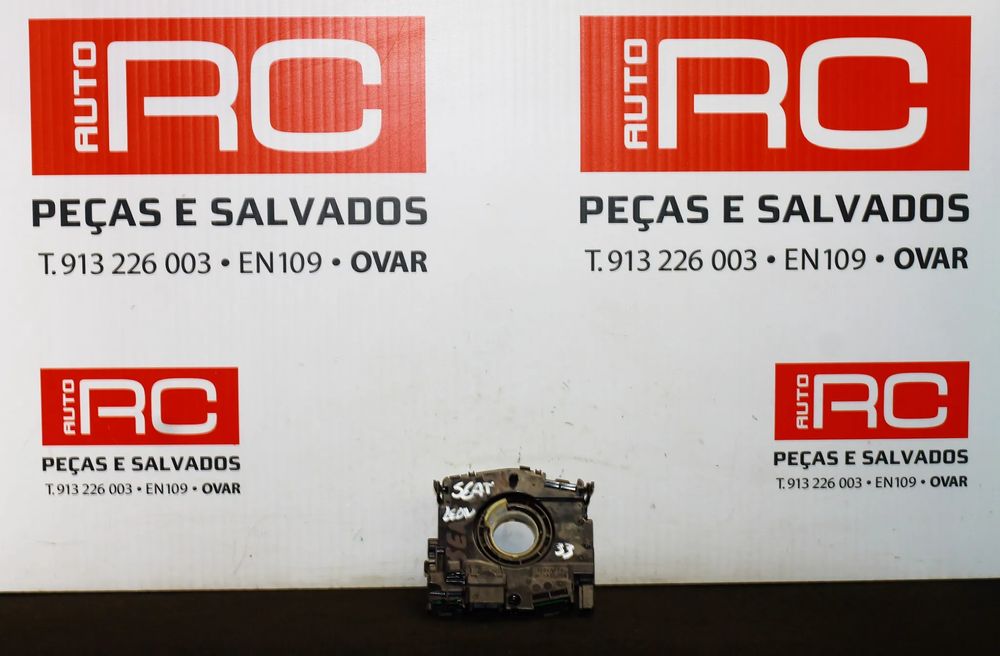 AUTO RC
PEÇAS E SALVADOS
T. 913 226 003 • EN109 • OVAR
AUTO RC
PEÇAS E SALVADOS
T. 913 226 003 • EN109 • OVAR
AUTO RC
PEÇAS E SALVADOS
T. 913 226 003 • EN109 • OVAR
AUTO RC
PEÇAS E SALVADOS
T. 913 226 003 • EN109 • OVAR
SEAT
33